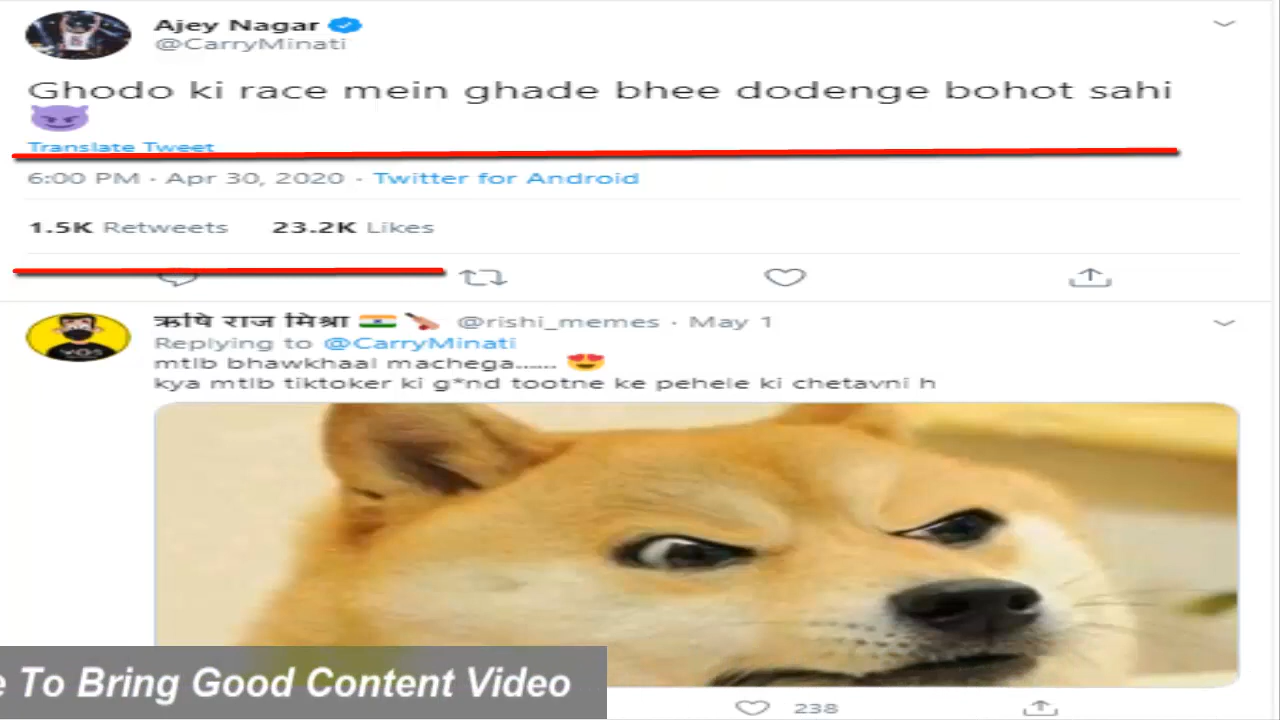 Ajey Nagar
@CarryMinati
Ghodo ki race mein ghade bhee dodenge bohot sahi
Translate Tweet
6:00 PM · Apr 30, 2020 · Twitter for Android
1.5K Retweets 23.2K Likes
ऋषि राज मिश्रा @rishi_memes · May 1
Replying to @CarryMinati
mtlb bhawkhaal machega......
kya mtlb tiktoker ki g*nd tootne ke pehele ki chetavni h
To Bring Good Content Video
238